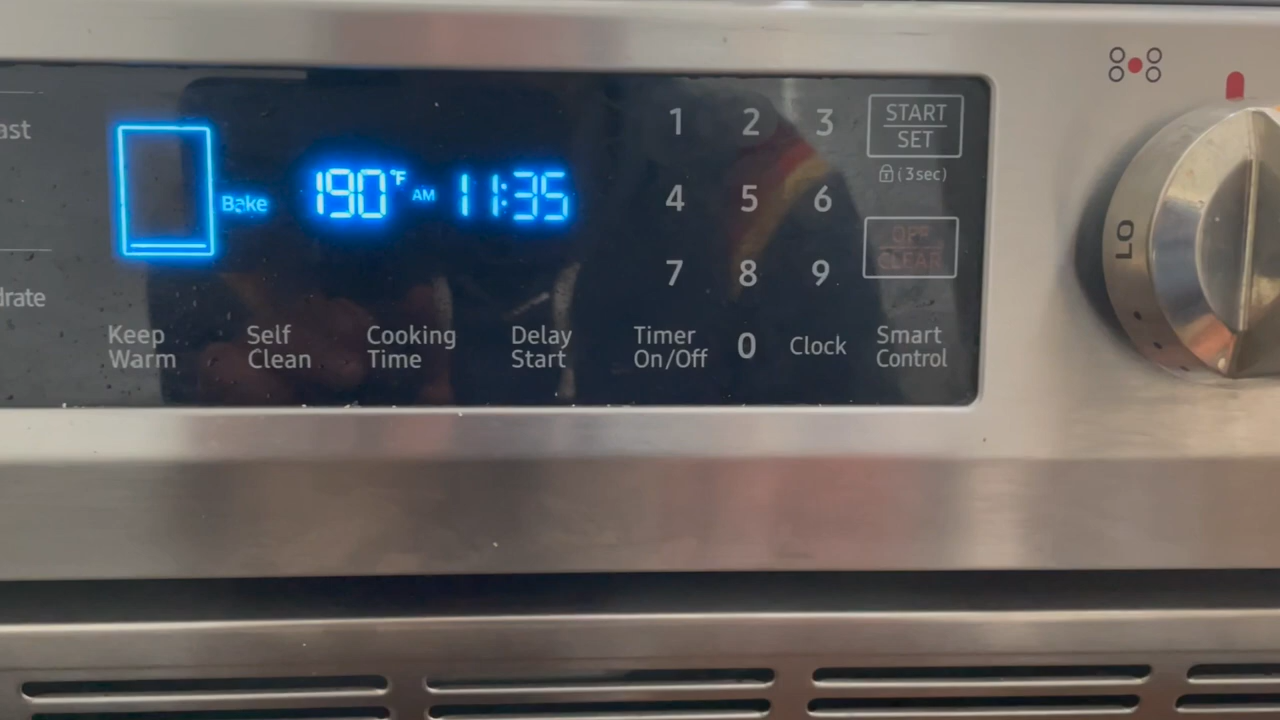 ast
drate
Bake
190°F AM 11:35
1 2 3
4 5 6
7 8 9
0
START
SET
(3sec)
OFF
CLEAR
Keep
Warm
Self
Clean
Cooking
Time
Delay
Start
Timer
On/Off
Clock
Smart
Control
LO